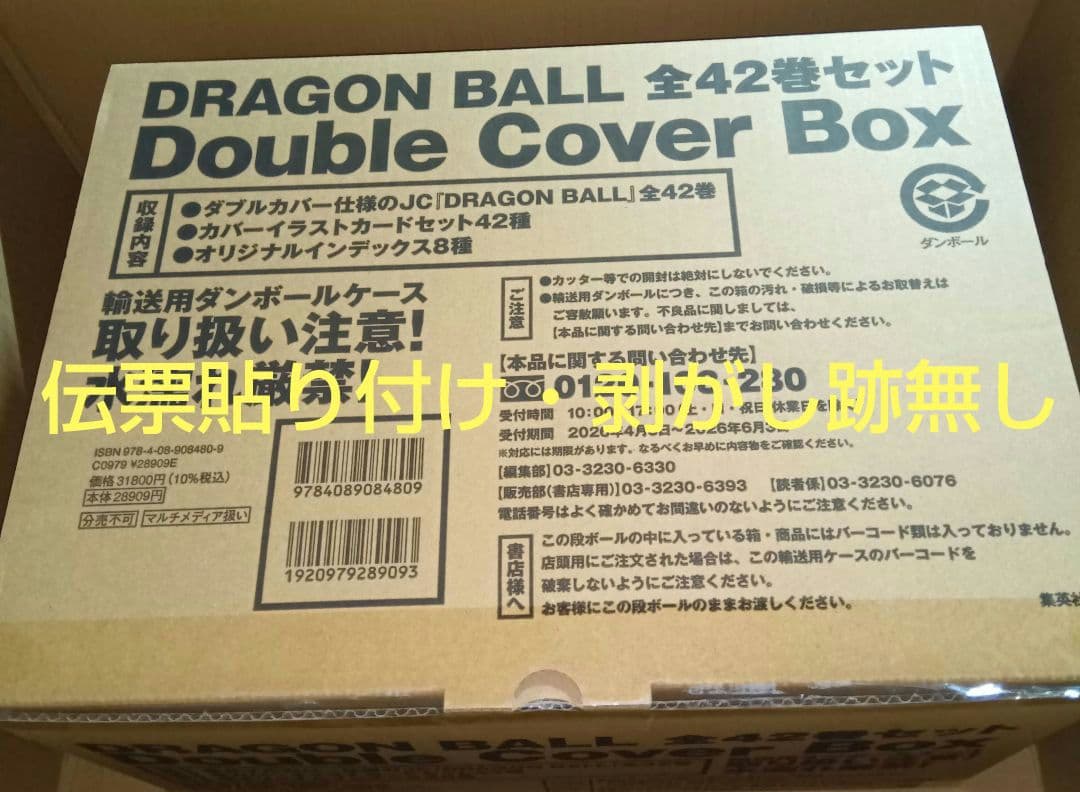 DRAGON BALL 全42巻セット
Double Cover Box
収録内容
●ダブルカバー仕様のJC『DRAGON BALL』全42巻
●カバーイラストカードセット42種
●オリジナルインデックス8種
ダンボール
輸送用ダンボールケース
取り扱い注意!
厳禁
ご注意
●カッター等での開封は絶対にしないでください。
●輸送用ダンボールにつき、この箱の汚れ・破損等によるお取替えは
ご容赦願います。不良品に関しましては、
【本品に関する問い合わせ先】までお問い合わせください。
伝票貼り付け・剥がし跡無し
【本品に関する問い合わせ先】
受付時間 10:00
受付期間
※対応には期限があります。なるべくお早めに内容物をご確認ください。
【編集部】03-3230-6330
【販売部(書店専用)】03-3230-6393 【読者係】03-3230-6076
電話番号はよく確かめてお間違いのないようにご注意ください。
ISBN 978-4-08-908480-9
C0979 ¥28909E
価格 31800円(10%税込)
本体 28909円
分売不可 マルチメディア扱い
9784089084809
1920979289093
書店様へ
この段ボールの中に入っている箱・商品にはバーコード類は入っておりません。
店頭用にご注文された場合は、この輸送用ケースのバーコードを
破棄しないようにご注意ください。
お客様にこの段ボールのままお渡しください。
集英社
DRAGON BALL 全42巻セット
Double Cover Box